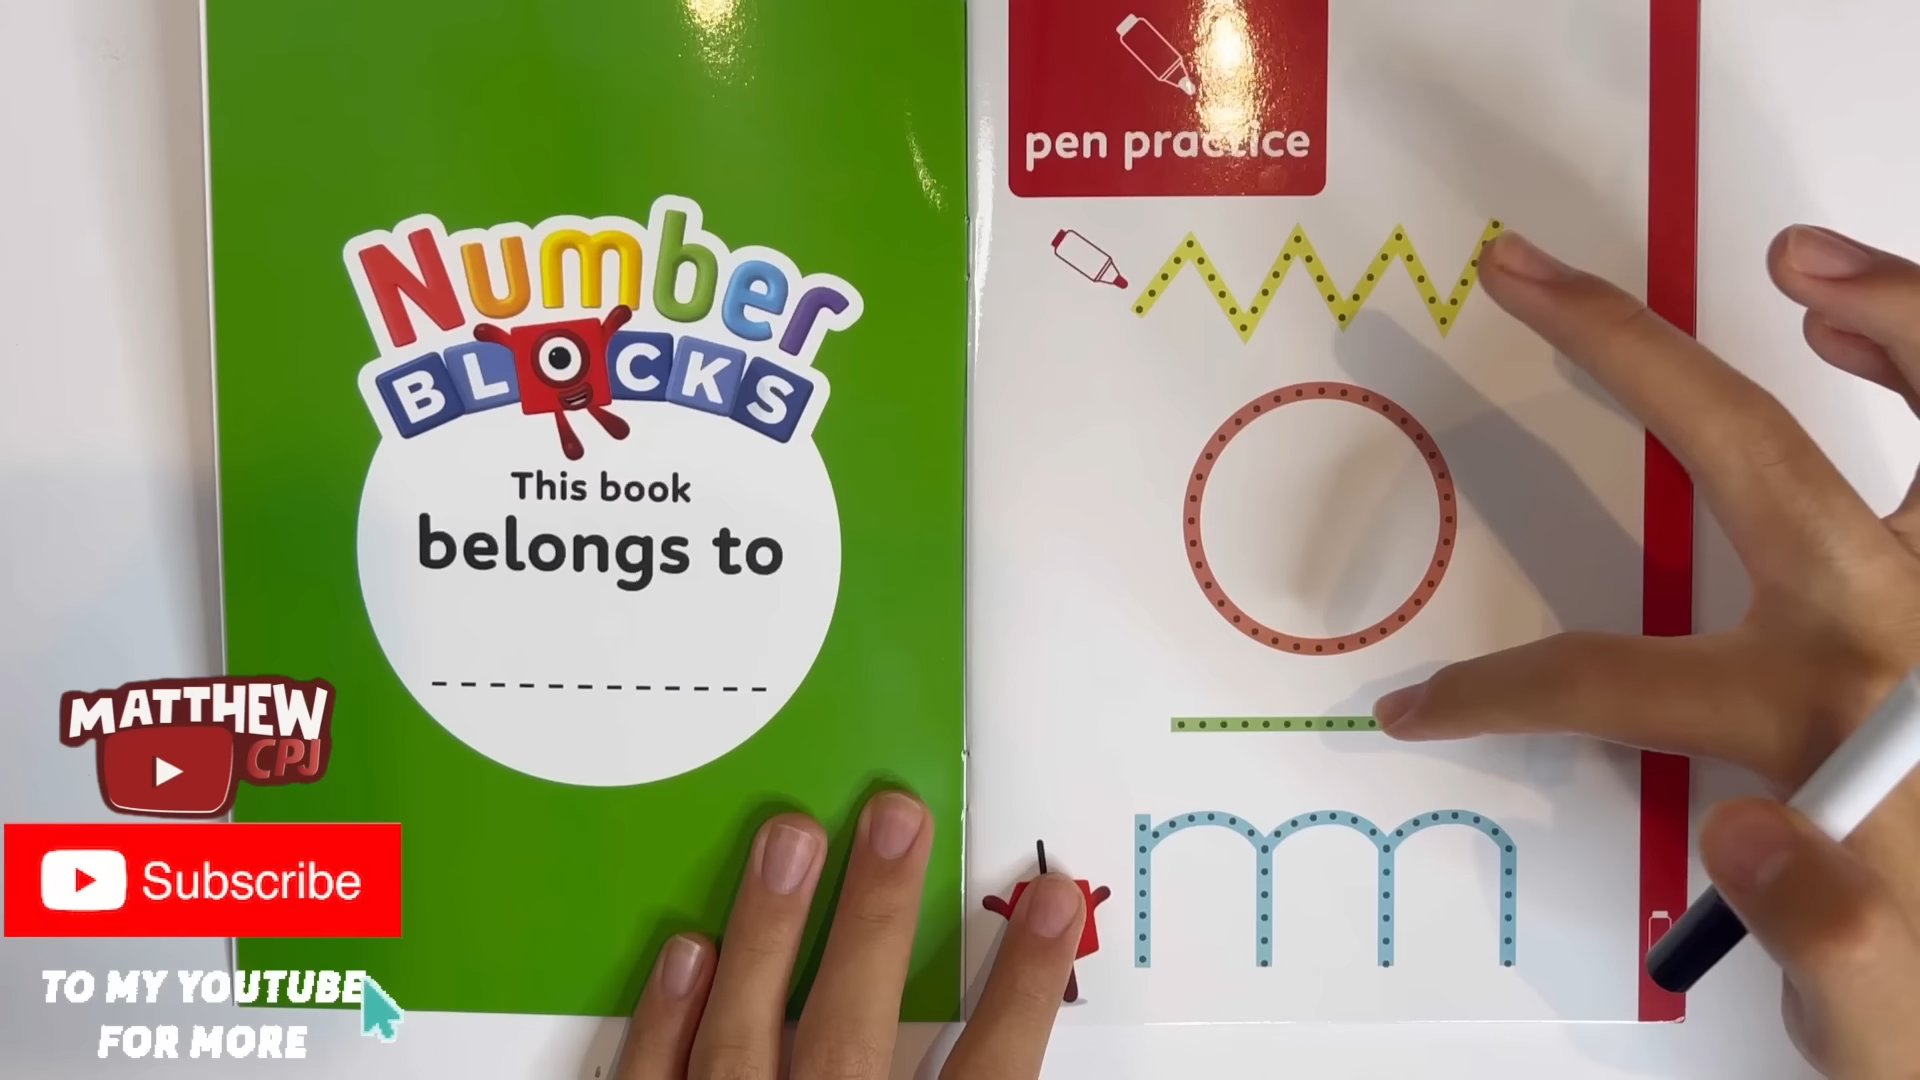 Number
BLOCKS
This book
belongs to
pen practice
MATTHEW
CPJ
Subscribe
TO MY YOUTUBE
FOR MORE